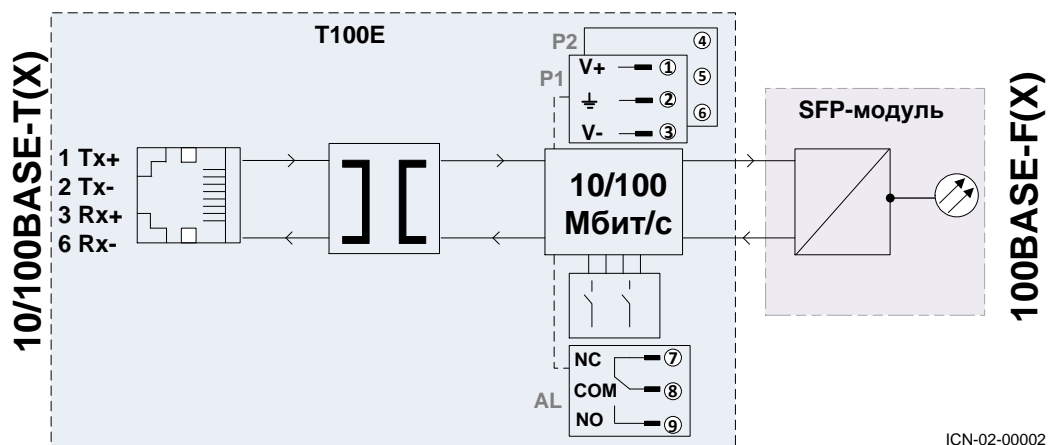 10/100BASE-T(X)
T100E
1 Tx+
2 Tx-
3 Rx+
6 Rx-
P2
P1
V+
V-
1
2
3
4
5
6
10/100
Мбит/с
SFP-модуль
100BASE-F(X)
AL
NC
COM
NO
7
8
9
ICN-02-00002